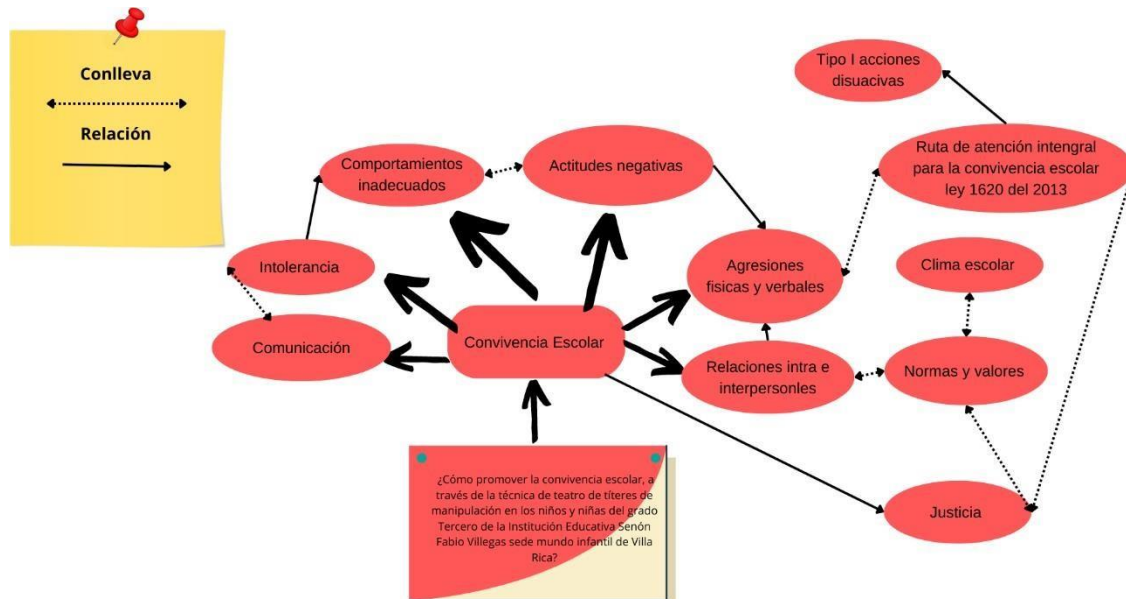 Conlleva
Relación
Tipo I acciones
disuacivas
Ruta de atención intengral
para la convivencia escolar
ley 1620 del 2013
Comportamientos
inadecuados
Actitudes negativas
Intolerancia
Agresiones
fisicas y verbales
Clima escolar
Comunicación
Convivencia Escolar
Relaciones intra e
interpersonles
Normas y valores
¿Cómo promover la convivencia escolar, a
través de la técnica de teatro de títeres de
manipulación en los niños y niñas del grado
Tercero de la Institución Educativa Senón
Fabio Villegas sede mundo infantil de Villa
Rica?
Justicia